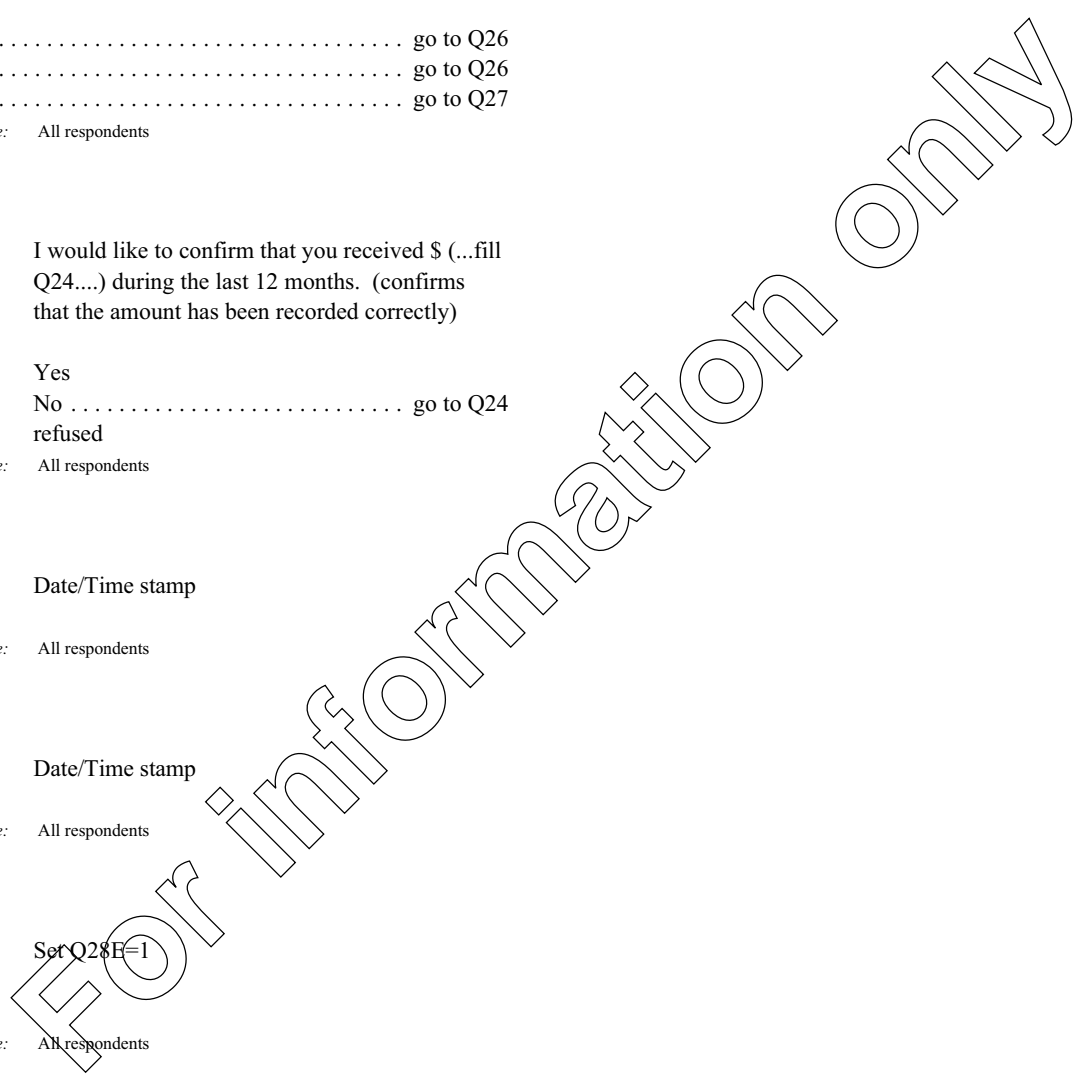 . . . . . . . . . . . . . . . . . . . . . . . . . . . . . . . . . . go to Q26
. . . . . . . . . . . . . . . . . . . . . . . . . . . . . . . . . . go to Q26
. . . . . . . . . . . . . . . . . . . . . . . . . . . . . . . . . . go to Q27
e: All respondents
I would like to confirm that you received $ (...fill
Q24....) during the last 12 months. (confirms
that the amount has been recorded correctly)
Yes
No . . . . . . . . . . . . . . . . . . . . . . . . . . . . go to Q24
refused
e: All respondents
Date/Time stamp
e: All respondents
Date/Time stamp
e: All respondents
Set Q28E=1
e: All respondents
For information only